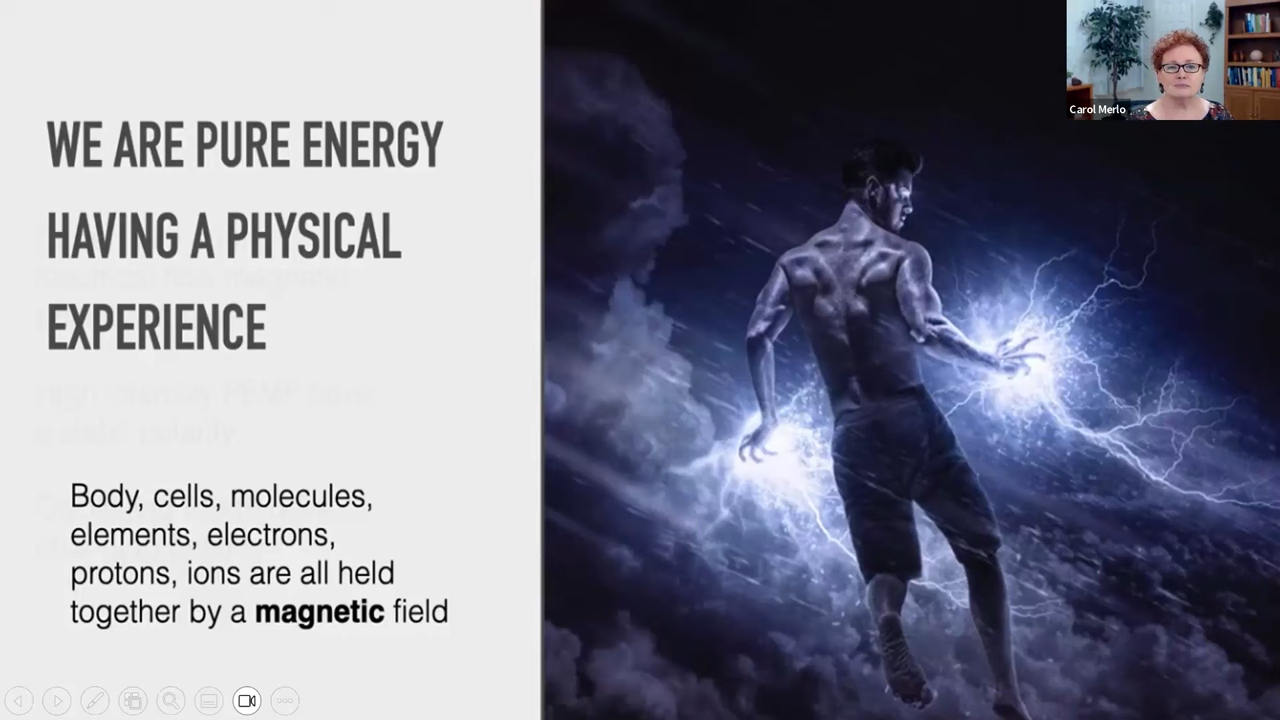 WE ARE PURE ENERGY
HAVING A PHYSICAL
EXPERIENCE
Body, cells, molecules,
elements, electrons,
protons, ions are all held
together by a magnetic field
Carol Merlo